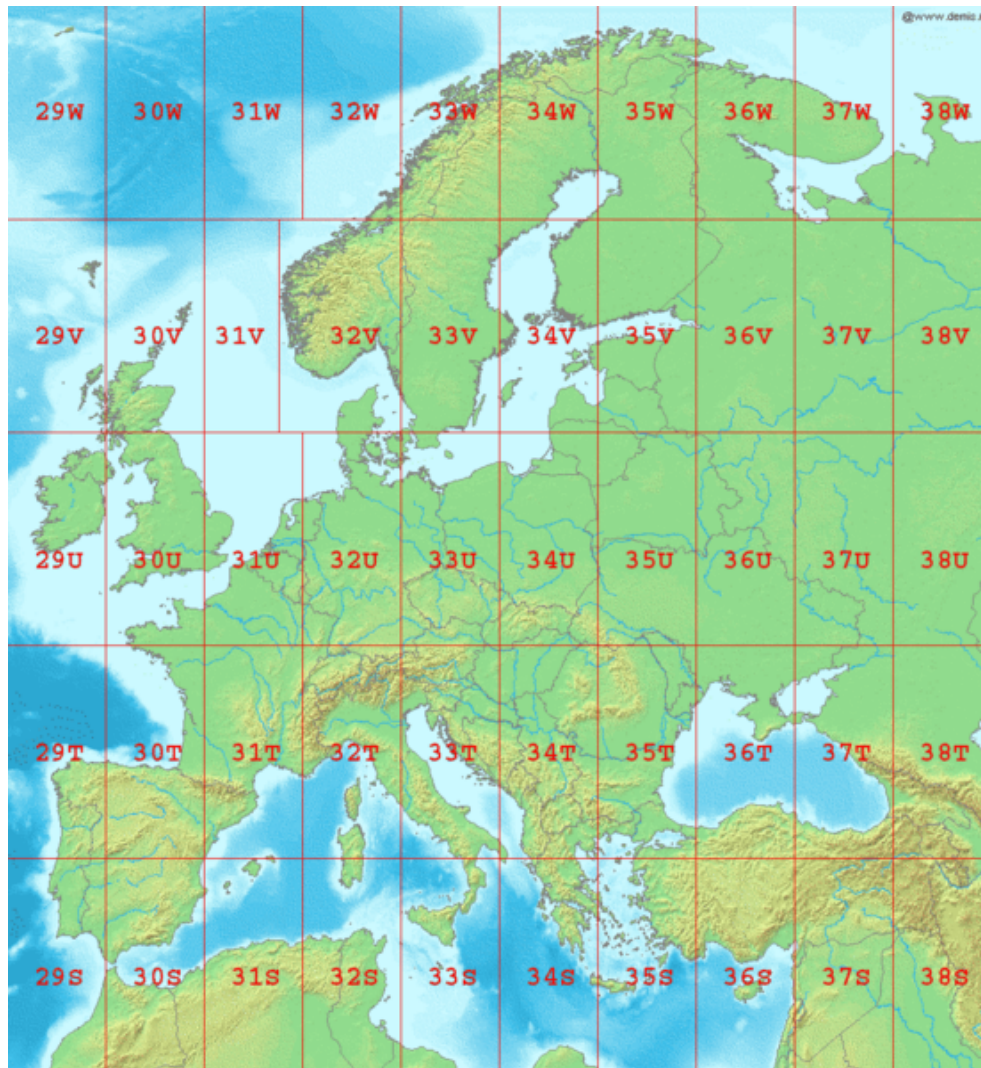 @www.demis.
29W 30W 31W 32W 33W 34W 35W 36W 37W 38W
29V 30V 31V 32V 33V 34V 35V 36V 37V 38V
29U 30U 31U 32U 33U 34U 35U 36U 37U 38U
29T 30T 31T 32T 33T 34T 35T 36T 37T 38T
29S 30S 31S 32S 33S 34S 35S 36S 37S 38S